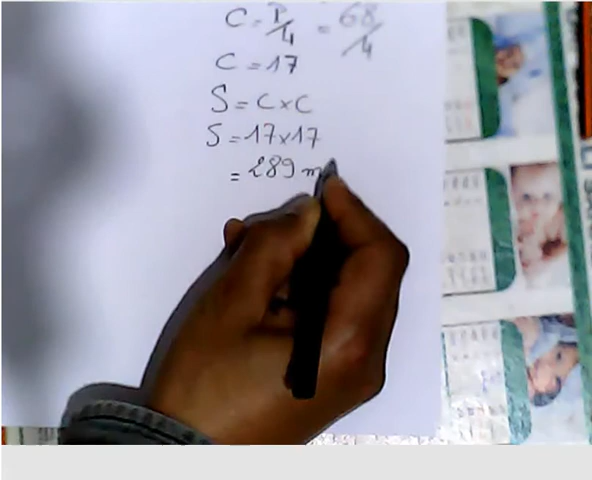 C = P/4 = 68/4
C = 17
S = C × C
S = 17 × 17
= 289 m